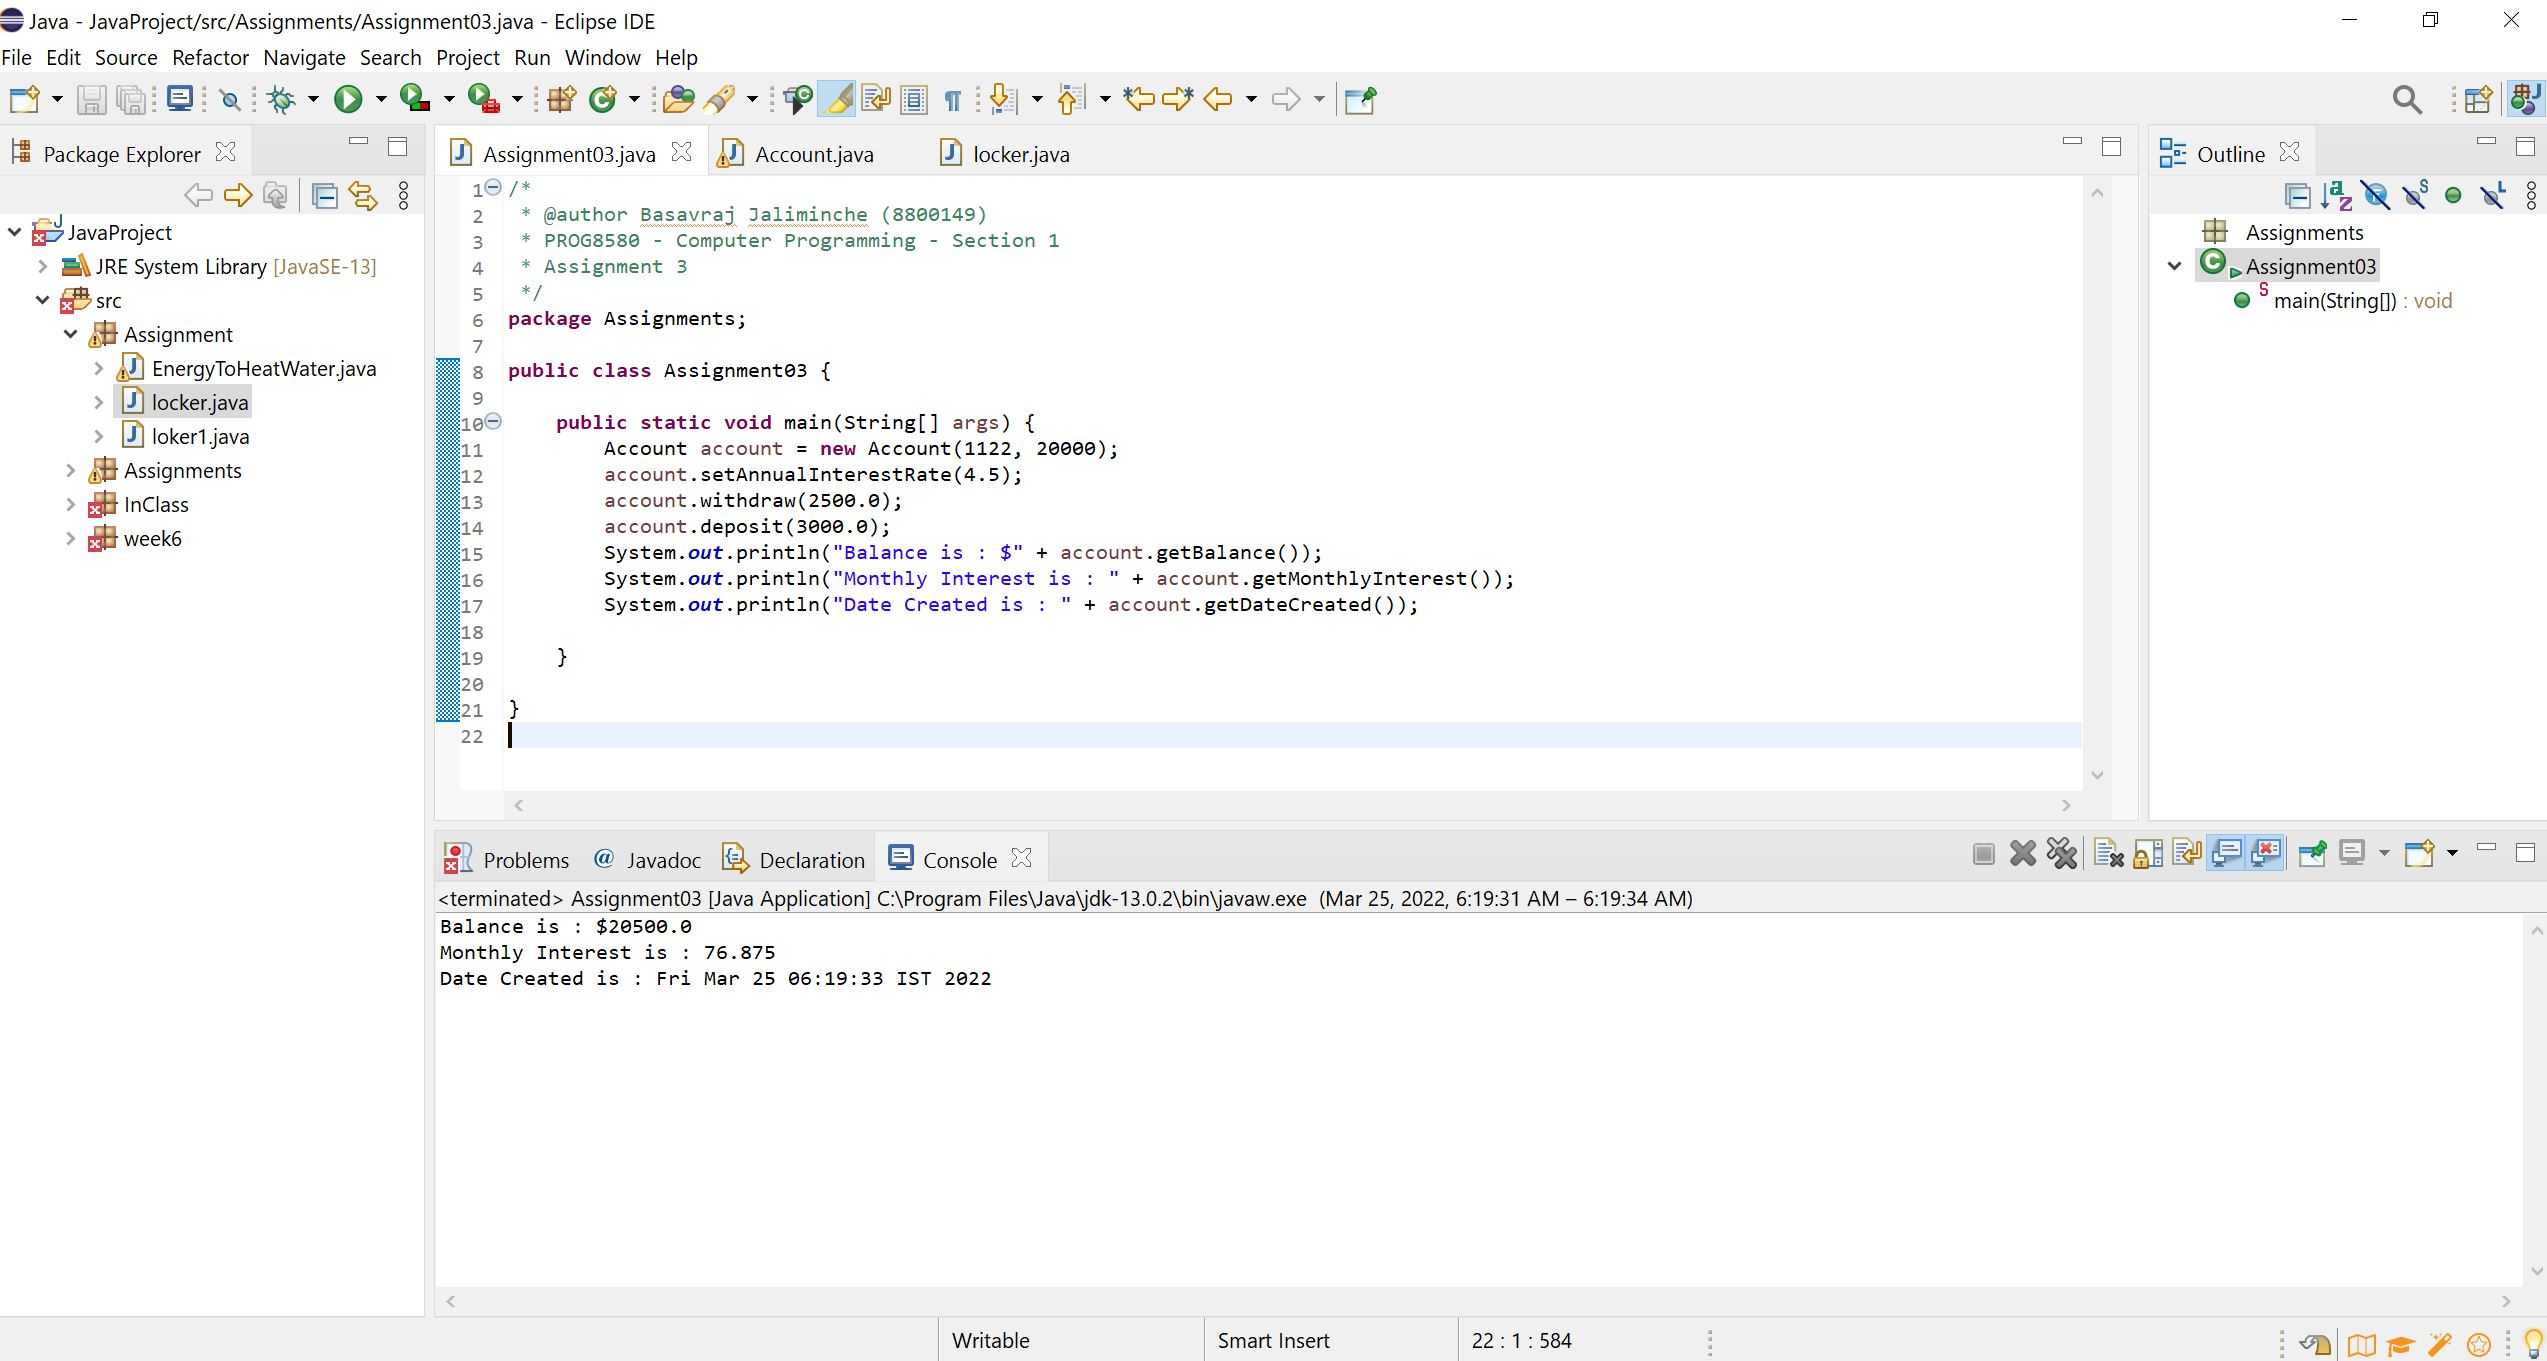 Java - JavaProject/src/Assignments/Assignment03.java - Eclipse IDE
File Edit Source Refactor Navigate Search Project Run Window Help
Package Explorer
JavaProject
JRE System Library [JavaSE-13]
src
Assignment
EnergyToHeatWater.java
locker.java
loker1.java
Assignments
InClass
week6
Assignment03.java Account.java locker.java
1 /*
2 * @author Basavraj Jaliminche (8800149)
3 * PROG8580 - Computer Programming - Section 1
4 * Assignment 3
5 */
6 package Assignments;
7
8 public class Assignment03 {
9
10 public static void main(String[] args) {
11 Account account = new Account(1122, 20000);
12 account.setAnnualInterestRate(4.5);
13 account.withdraw(2500.0);
14 account.deposit(3000.0);
15 System.out.println("Balance is : $" + account.getBalance());
16 System.out.println("Monthly Interest is : " + account.getMonthlyInterest());
17 System.out.println("Date Created is : " + account.getDateCreated());
18
19 }
20
21 }
22
Outline
Assignments
Assignment03
main(String[]) : void
Problems @ Javadoc Declaration Console
<terminated> Assignment03 [Java Application] C:\Program Files\Java\jdk-13.0.2\bin\javaw.exe (Mar 25, 2022, 6:19:31 AM – 6:19:34 AM)
Balance is : $20500.0
Monthly Interest is : 76.875
Date Created is : Fri Mar 25 06:19:33 IST 2022
Writable Smart Insert 22 : 1 : 584